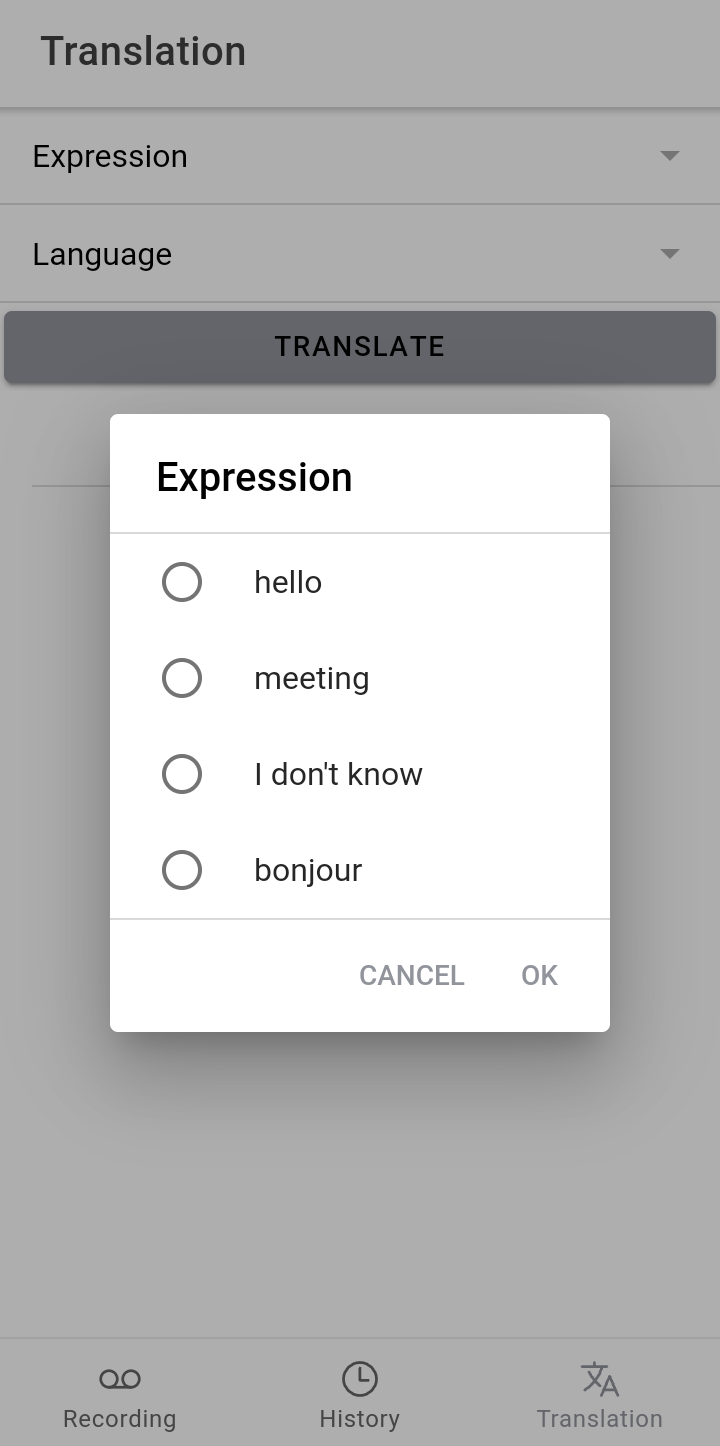 Translation
Expression
Language
TRANSLATE
Expression
hello
meeting
I don't know
bonjour
CANCEL OK
Recording History Translation